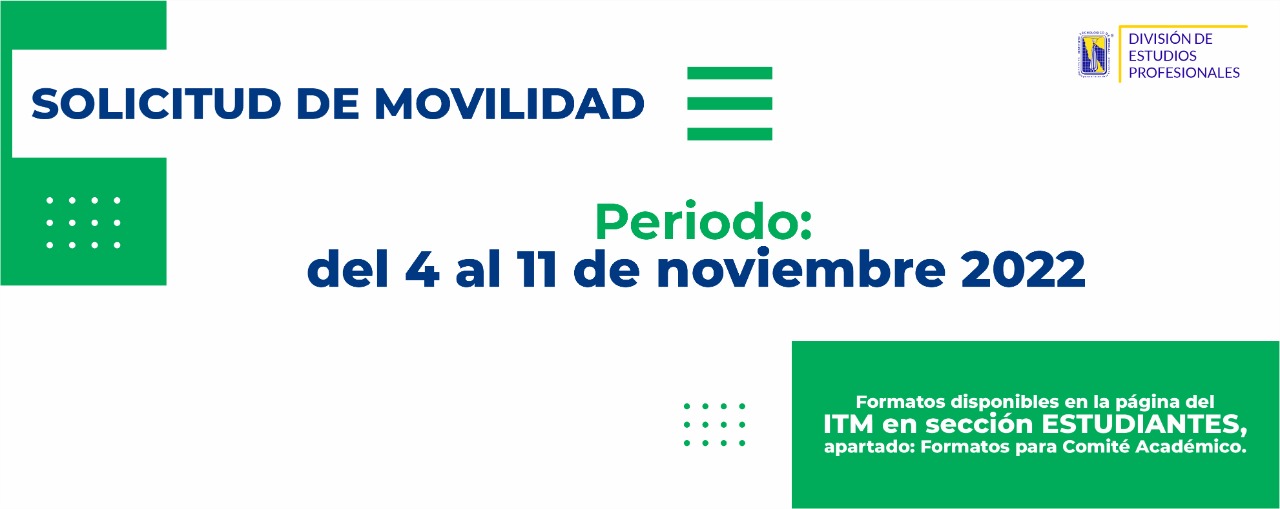 SOLICITUD DE MOVILIDAD
DIVISIÓN DE
ESTUDIOS
PROFESIONALES
Periodo:
del 4 al 11 de noviembre 2022
Formatos disponibles en la página del
ITM en sección ESTUDIANTES,
apartado: Formatos para Comité Académico.